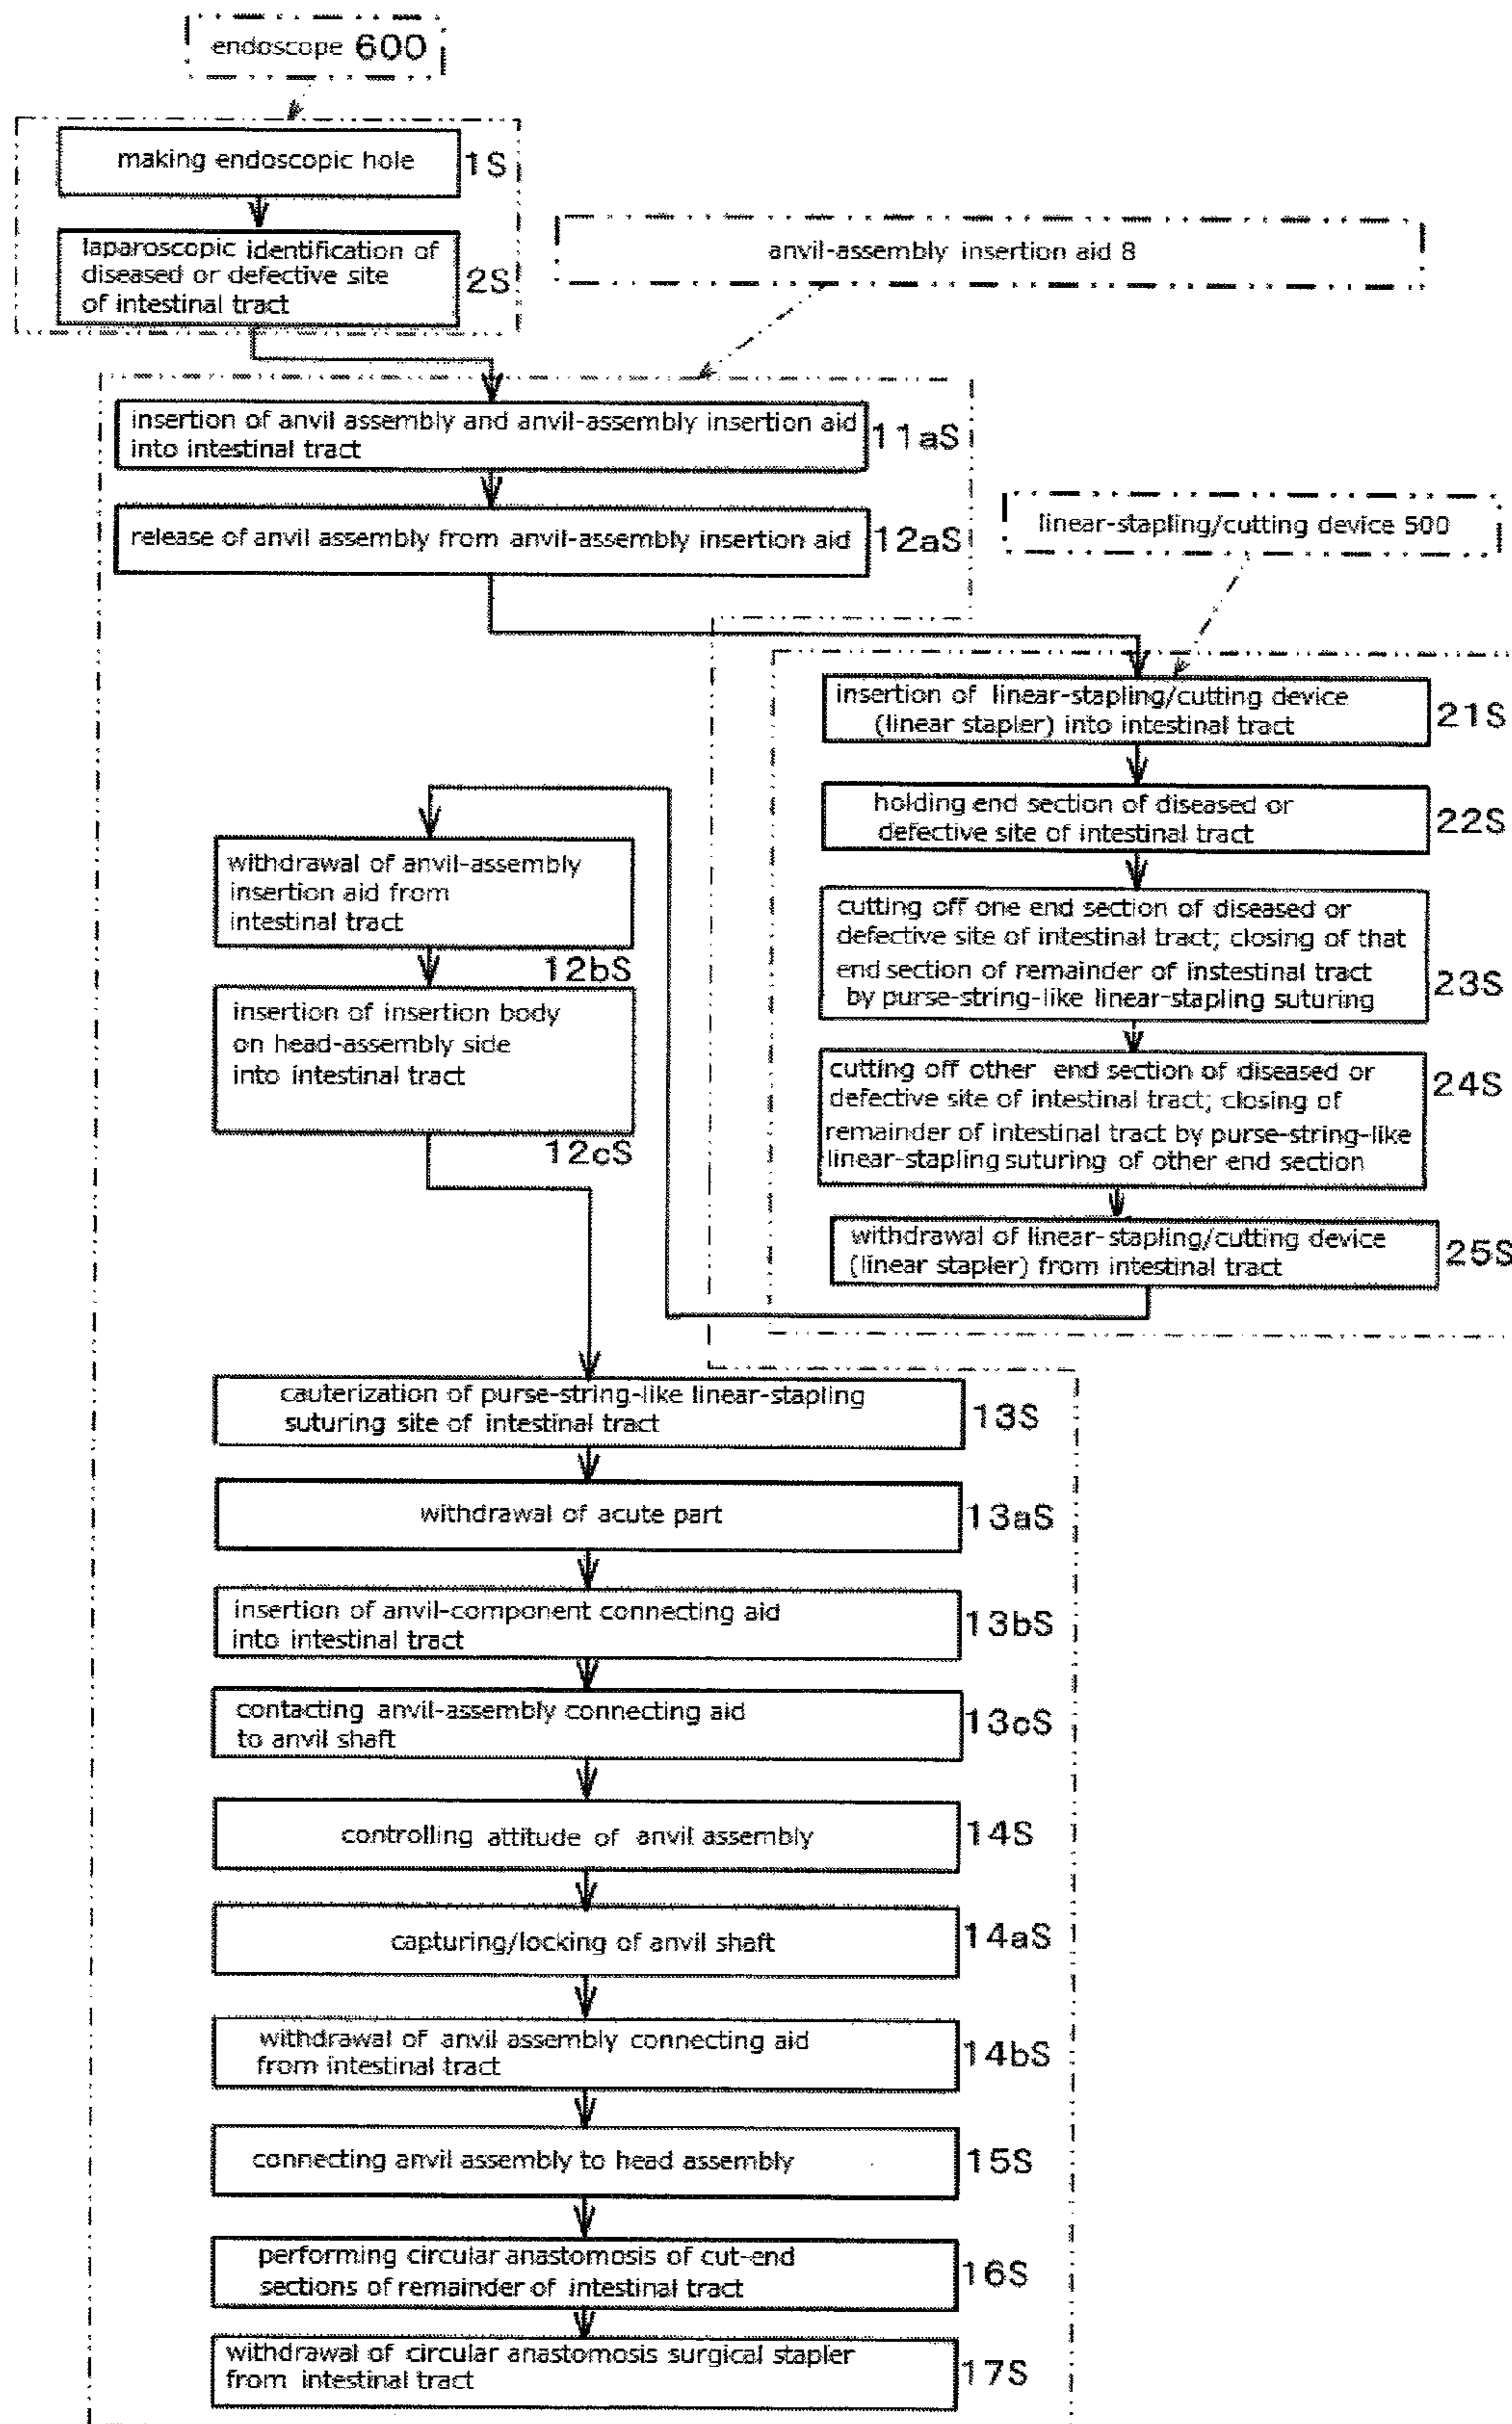 endoscope 600
making endoscopic hole
1S
laparoscopic identification of
diseased or defective site
of intestinal tract
2S
anvil-assembly insertion aid 8
insertion of anvil assembly and anvil-assembly insertion aid
into intestinal tract
11aS
release of anvil assembly from anvil-assembly insertion aid
12aS
linear-stapling/cutting device 500
insertion of linear-stapling/cutting device
(linear stapler) into intestinal tract
21S
holding end section of diseased or
defective site of intestinal tract
22S
cutting off one end section of diseased or
defective site of intestinal tract; closing of that
end section of remainder of instestinal tract
by purse-string-like linear-stapling suturing
23S
cutting off other end section of diseased or
defective site of intestinal tract; closing of
remainder of intestinal tract by purse-string-like
linear-stapling suturing of other end section
24S
withdrawal of linear-stapling/cutting device
(linear stapler) from intestinal tract
25S
withdrawal of anvil-assembly
insertion aid from
intestinal tract
12bS
insertion of insertion body
on head-assembly side
into intestinal tract
12cS
cauterization of purse-string-like linear-stapling
suturing site of intestinal tract
13S
withdrawal of acute part
13aS
insertion of anvil-component connecting aid
into intestinal tract
13bS
contacting anvil-assembly connecting aid
to anvil shaft
13cS
controlling attitude of anvil assembly
14S
capturing/locking of anvil shaft
14aS
withdrawal of anvil assembly connecting aid
from intestinal tract
14bS
connecting anvil assembly to head assembly
15S
performing circular anastomosis of cut-end
sections of remainder of intestinal tract
16S
withdrawal of circular anastomosis surgical stapler
from intestinal tract
17S